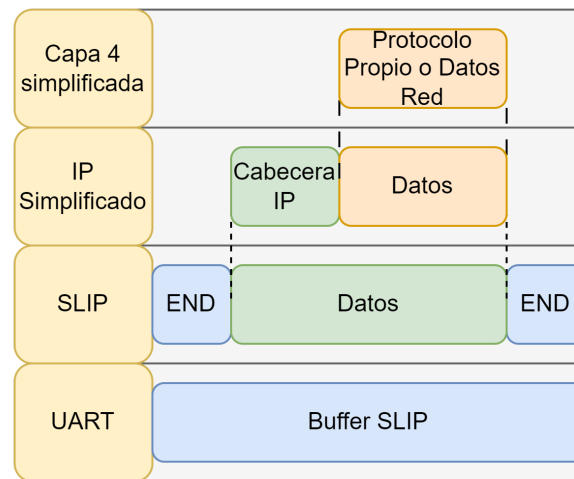 Capa 4
simplificada
Protocolo
Propio o Datos
Red
IP
Simplificado
Cabecera
IP
Datos
SLIP
END
Datos
END
UART
Buffer SLIP